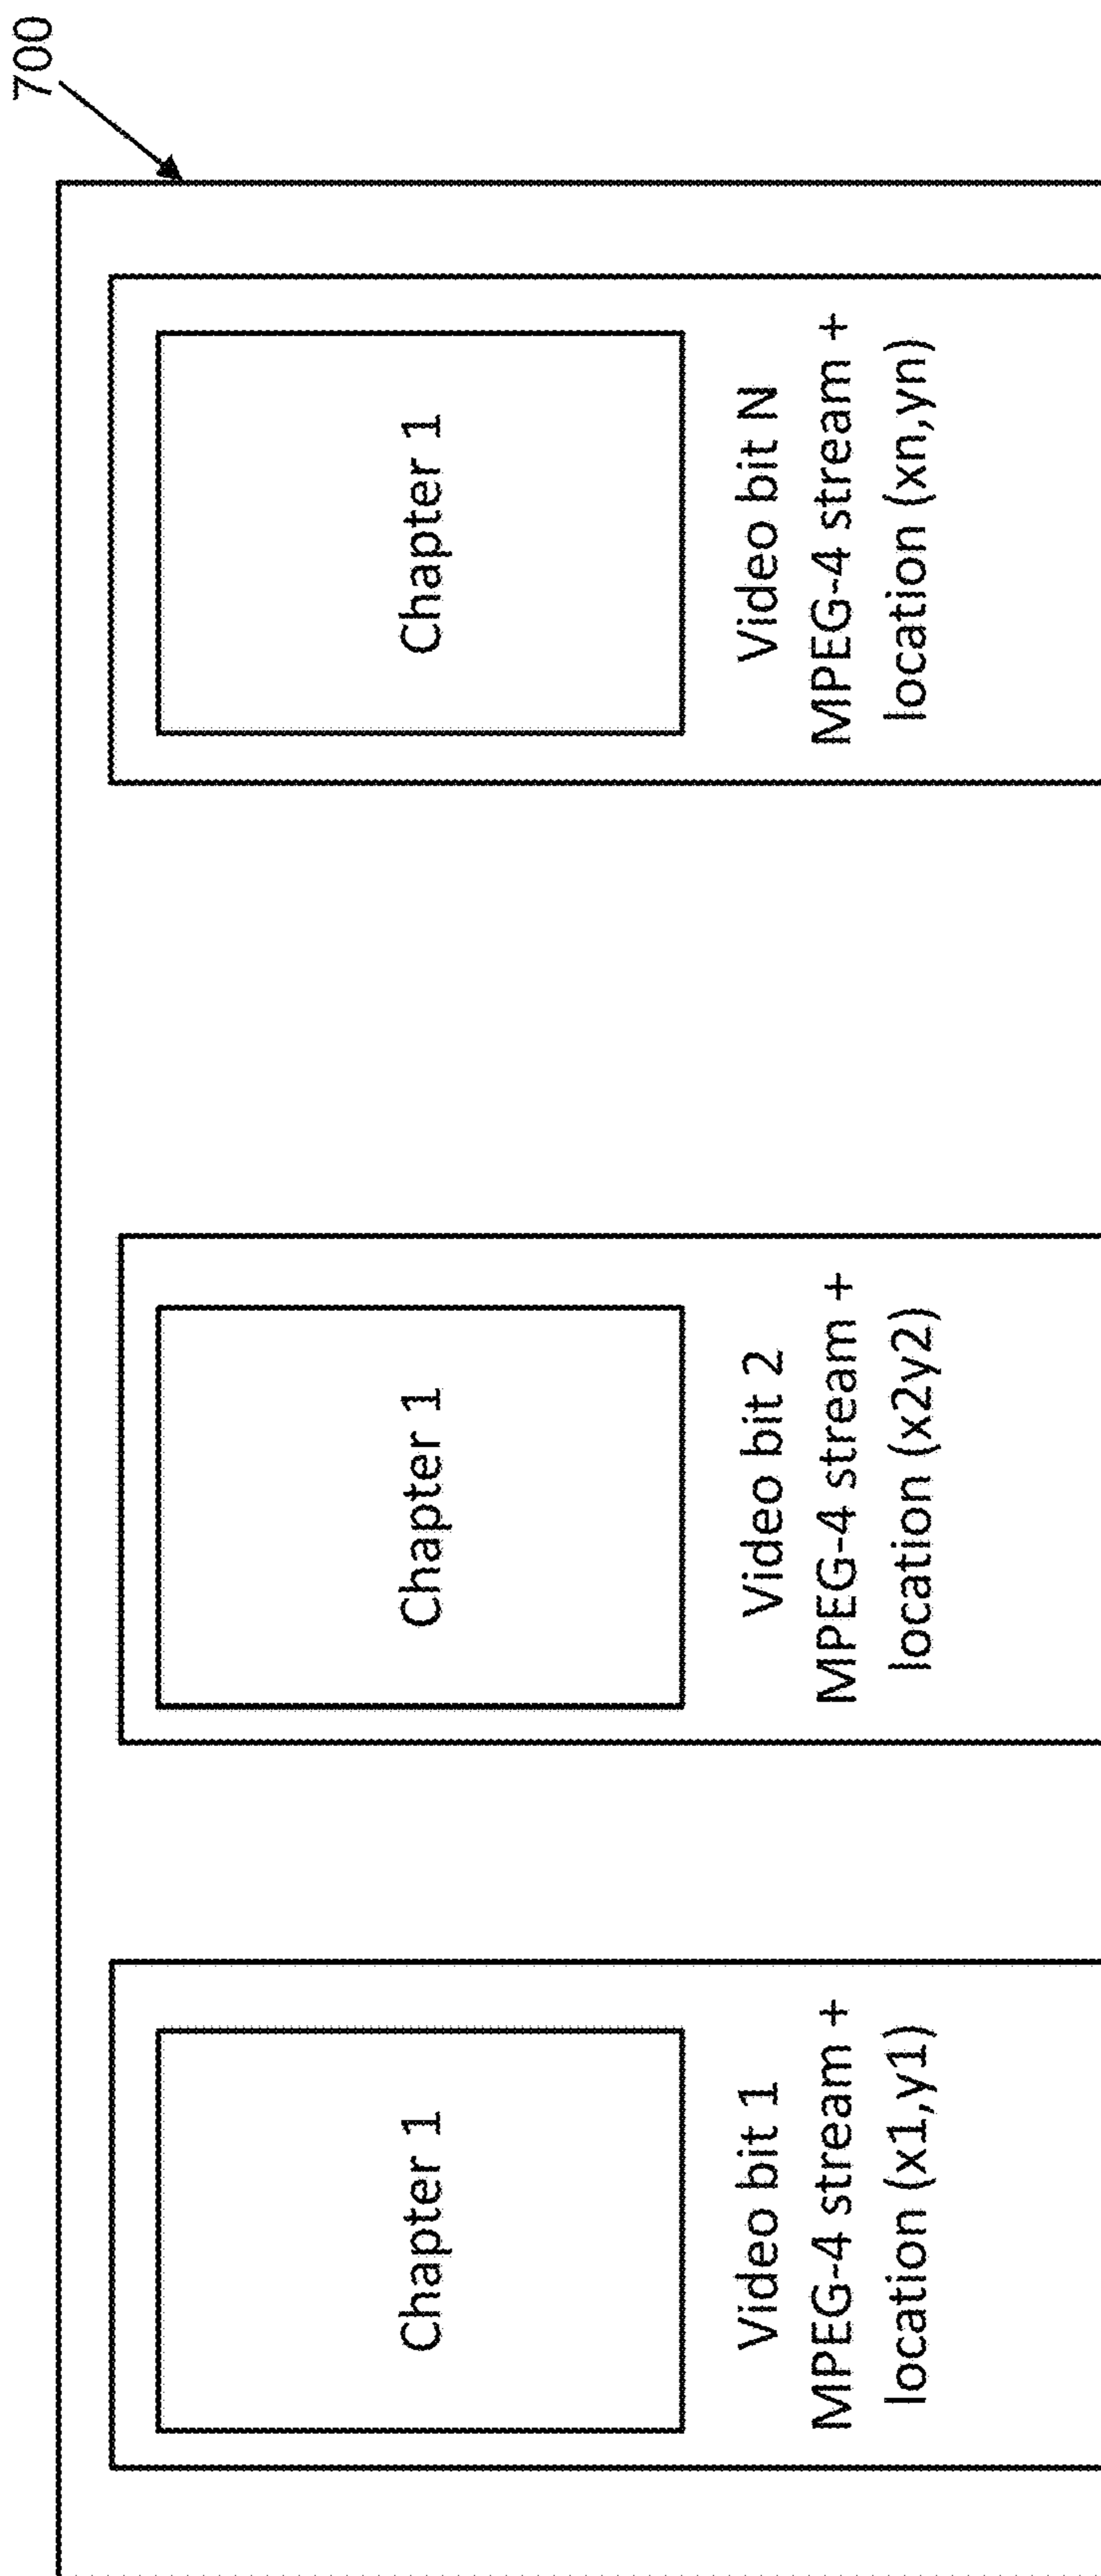 700
Chapter 1
Video bit 1
MPEG-4 stream +
location (x1,y1)
Chapter 1
Video bit 2
MPEG-4 stream +
location (x2y2)
Chapter 1
Video bit N
MPEG-4 stream +
location (xn,yn)